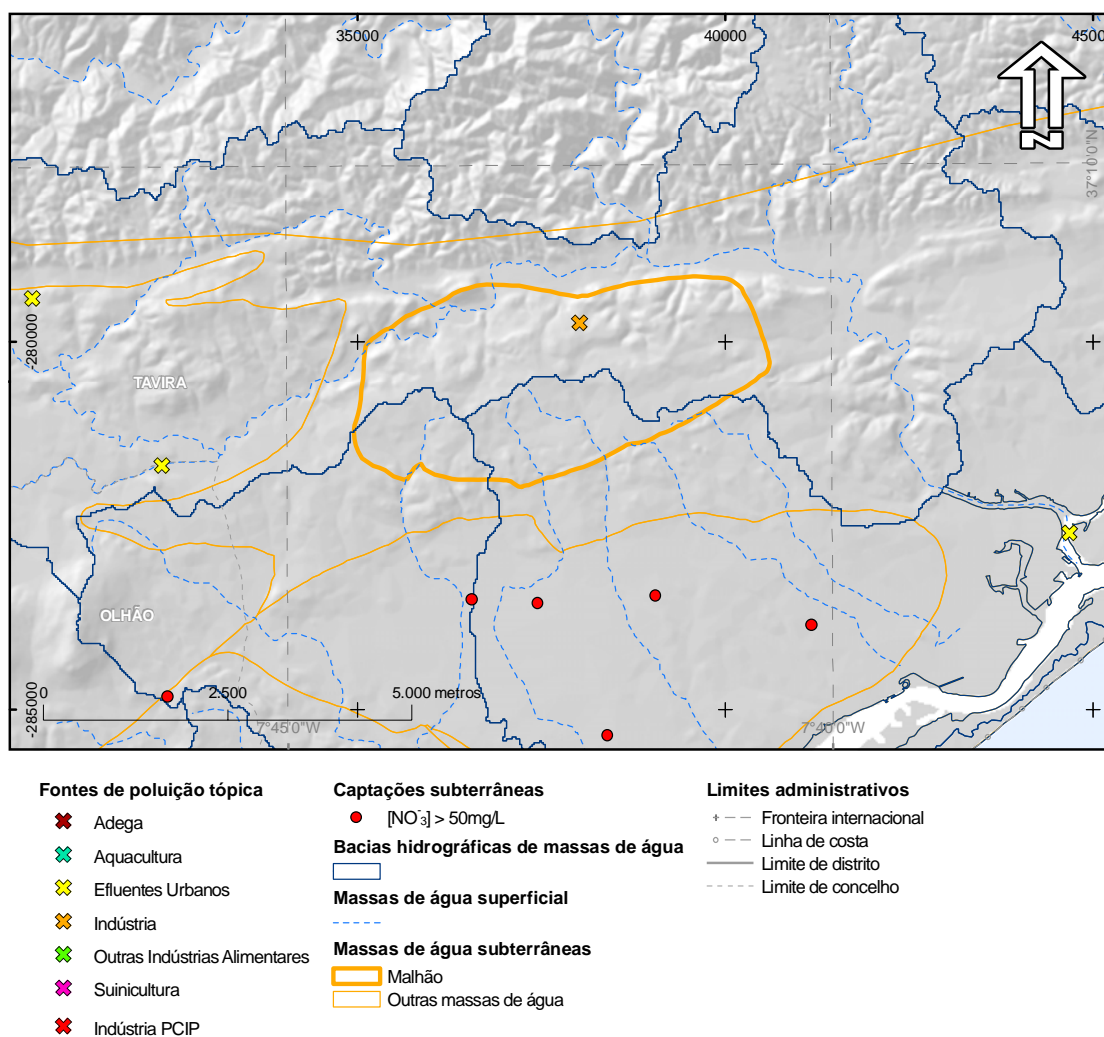 35000
40000
45000
N
37°10'0"N
-280000
TAVIRA
OLHÃO
0
2.500
5.000 metros
-285000
7°45'0"W
7°40'0"W
Fontes de poluição tópica
Adega
Aquacultura
Efluentes Urbanos
Indústria
Outras Indústrias Alimentares
Suinicultura
Indústria PCIP
Captações subterrâneas
[NO⁻₃] > 50mg/L
Bacias hidrográficas de massas de água
Massas de água superficial
Massas de água subterrâneas
Malhão
Outras massas de água
Limites administrativos
Fronteira internacional
Linha de costa
Limite de distrito
Limite de concelho